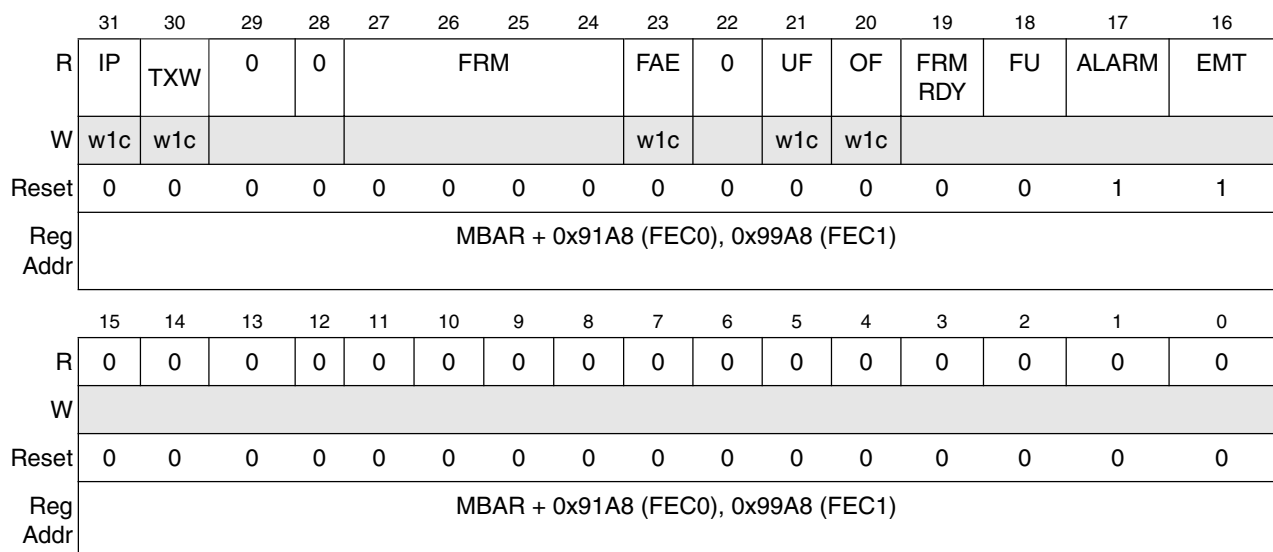 31 30 29 28 27 26 25 24 23 22 21 20 19 18 17 16
R IP TXW 0 0 FRM FAE 0 UF OF FRM RDY FU ALARM EMT
W w1c w1c w1c w1c w1c
Reset 0 0 0 0 0 0 0 0 0 0 0 0 0 0 1 1
Reg Addr MBAR + 0x91A8 (FEC0), 0x99A8 (FEC1)
15 14 13 12 11 10 9 8 7 6 5 4 3 2 1 0
R 0 0 0 0 0 0 0 0 0 0 0 0 0 0 0 0
W
Reset 0 0 0 0 0 0 0 0 0 0 0 0 0 0 0 0
Reg Addr MBAR + 0x91A8 (FEC0), 0x99A8 (FEC1)